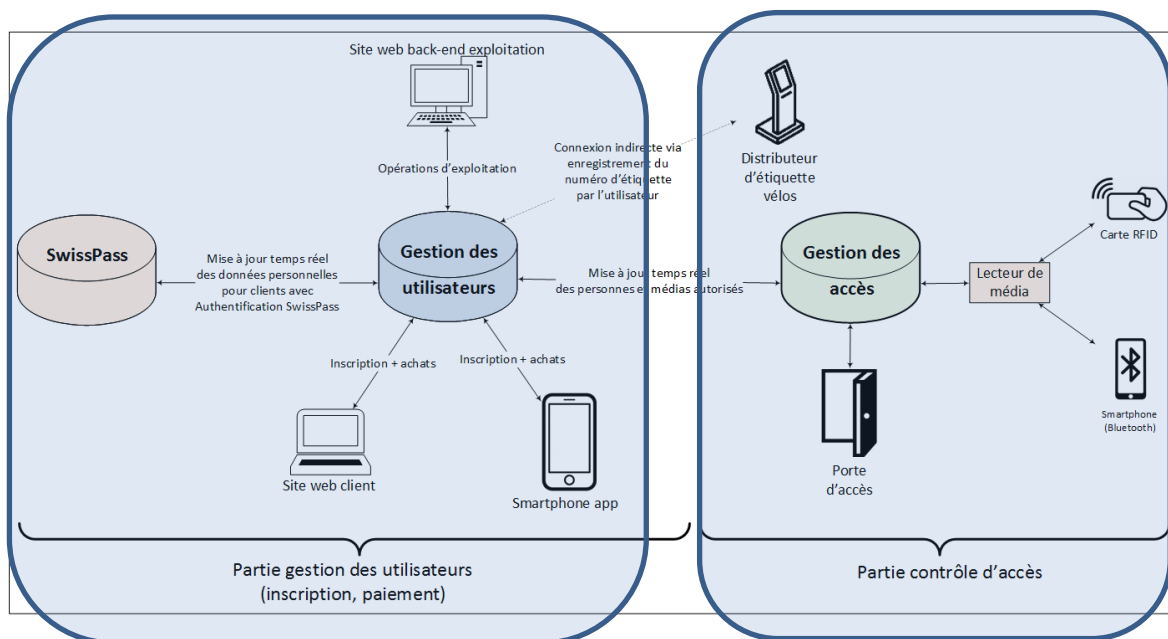 Site web back-end exploitation
Opérations d'exploitation
Connexion indirecte via
enregistrement du
numéro d'étiquette
par l'utilisateur
Distributeur
d'étiquette
vélos
SwissPass
Mise à jour temps réel
des données personnelles
pour clients avec
Authentification SwissPass
Gestion des
utilisateurs
Mise à jour temps réel
des personnes et médias autorisés
Gestion des
accès
Lecteur de
média
Carte RFID
Smartphone
(Bluetooth)
Inscription + achats
Inscription + achats
Site web client
Smartphone app
Porte
d'accès
Partie gestion des utilisateurs
(inscription, paiement)
Partie contrôle d'accès